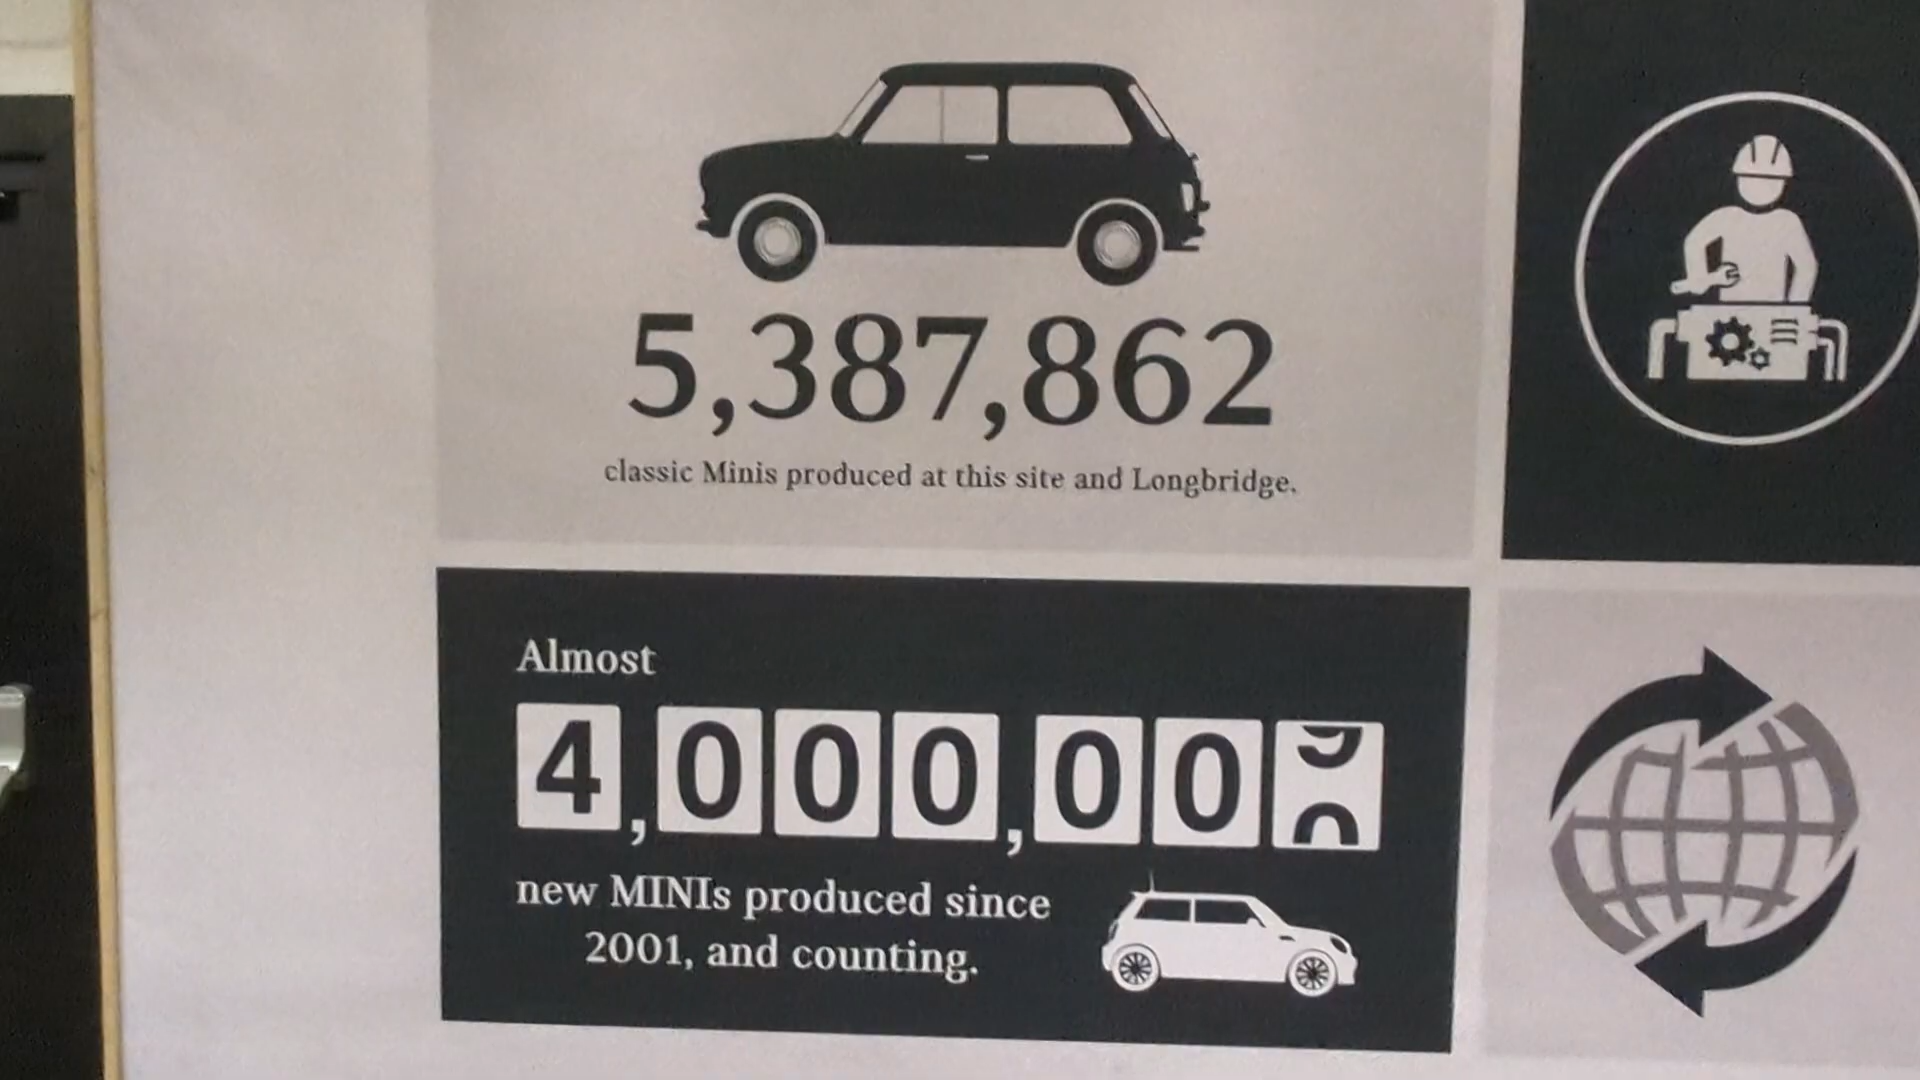 5,387,862
classic Minis produced at this site and Longbridge.
Almost
4,000,000
new MINIs produced since
2001, and counting.